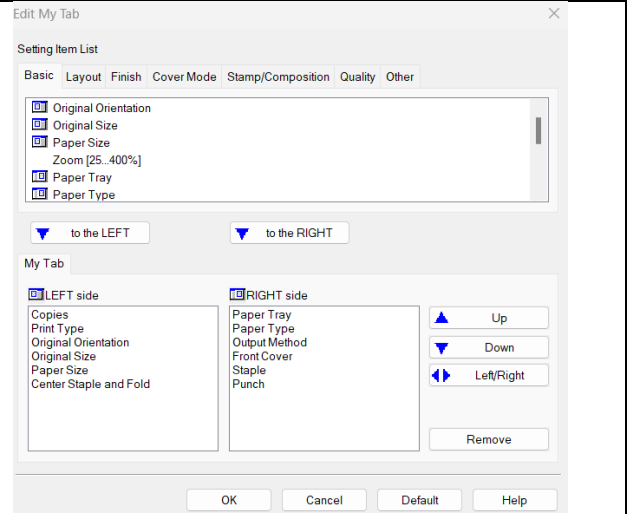 Edit My Tab
Setting Item List
Basic Layout Finish Cover Mode Stamp/Composition Quality Other
Original Orientation
Original Size
Paper Size
Zoom [25...400%]
Paper Tray
Paper Type
to the LEFT to the RIGHT
My Tab
LEFT side
Copies
Print Type
Original Orientation
Original Size
Paper Size
Center Staple and Fold
RIGHT side
Paper Tray
Paper Type
Output Method
Front Cover
Staple
Punch
Up
Down
Left/Right
Remove
OK Cancel Default Help